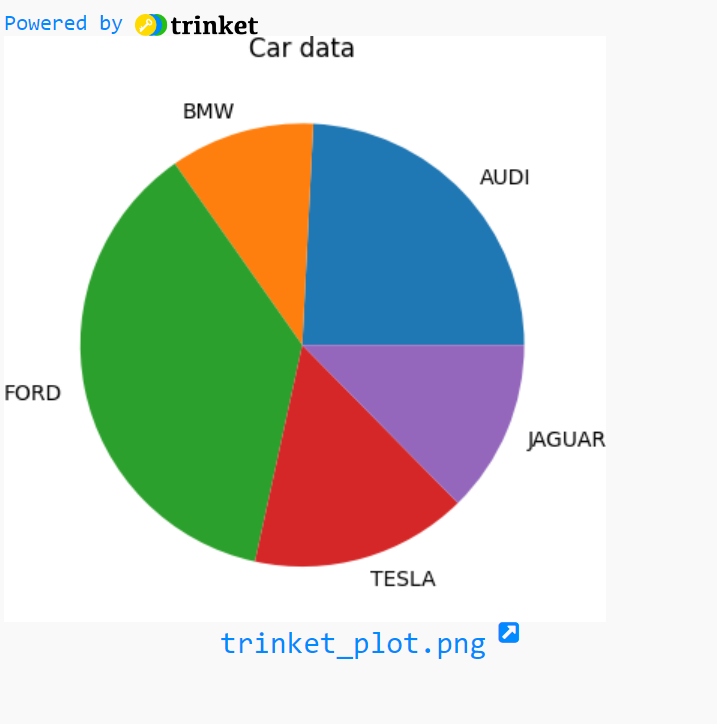 Powered by trinket
Car data
BMW
AUDI
FORD
JAGUAR
TESLA
trinket_plot.png